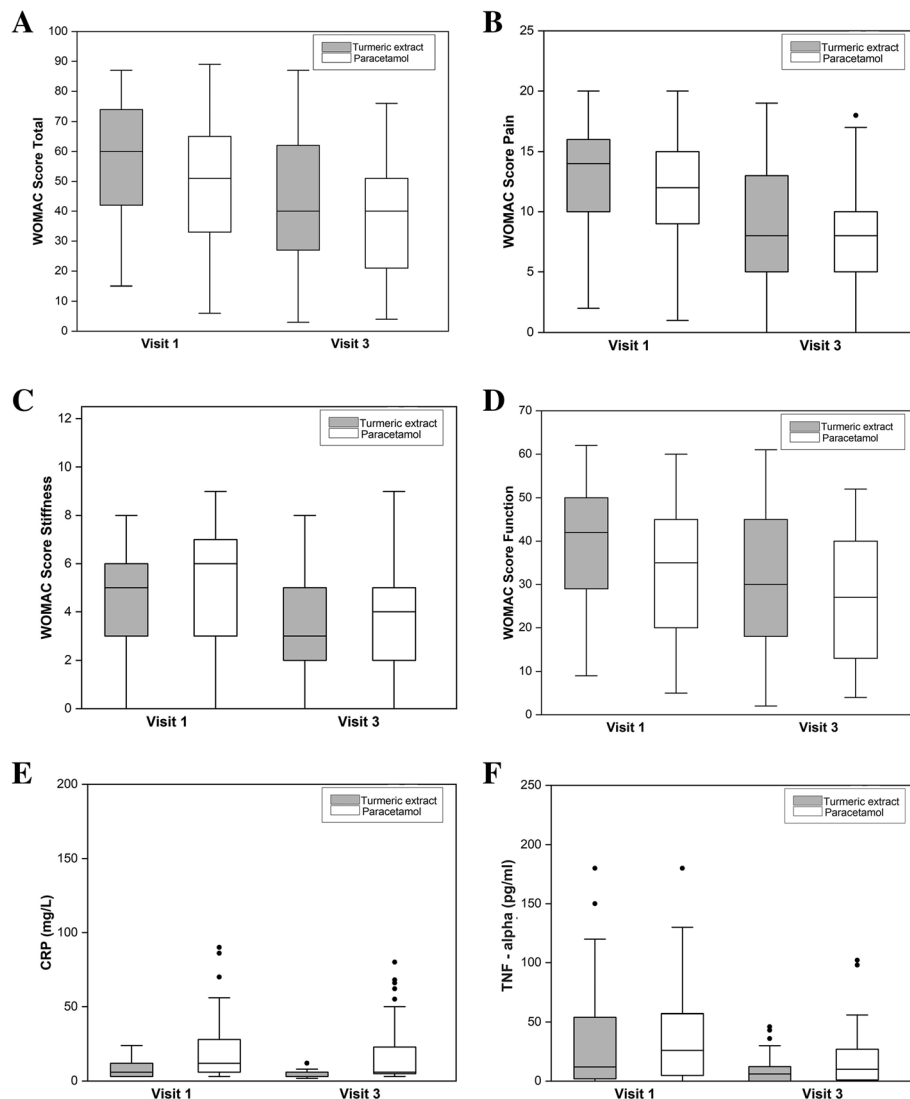 A
WOMAC Score Total
100
90
80
70
60
50
40
30
20
10
0
Turmeric extract
Paracetamol
Visit 1
Visit 3
B
WOMAC Score Pain
25
20
15
10
5
0
Turmeric extract
Paracetamol
Visit 1
Visit 3
C
WOMAC Score Stiffness
12
10
8
6
4
2
0
Turmeric extract
Paracetamol
Visit 1
Visit 3
D
WOMAC Score Function
70
60
50
40
30
20
10
0
Turmeric extract
Paracetamol
Visit 1
Visit 3
E
CRP (mg/L)
200
150
100
50
0
Turmeric extract
Paracetamol
Visit 1
Visit 3
F
TNF - alpha (pg/ml)
250
200
150
100
50
0
Turmeric extract
Paracetamol
Visit 1
Visit 3